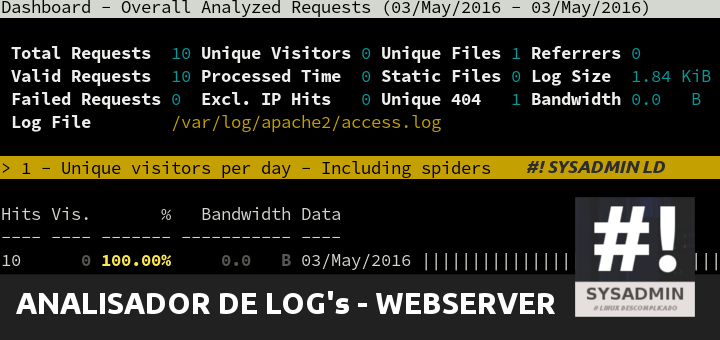 Dashboard - Overall Analyzed Requests (03/May/2016 - 03/May/2016)
Total Requests 10 Unique Visitors 0 Unique Files 1 Referrers 0
Valid Requests 10 Processed Time 0 Static Files 0 Log Size 1.84 KiB
Failed Requests 0 Excl. IP Hits 0 Unique 404 1 Bandwidth 0.0 B
Log File /var/log/apache2/access.log
> 1 - Unique visitors per day - Including spiders #! SYSADMIN LD
Hits Vis. % Bandwidth Data
---- ---- ------- ----------- ----
10 0 100.00% 0.0 B 03/May/2016 ||||||||||||||||||
#!
SYSADMIN
# LINUX DESCOMPLICADO
ANALISADOR DE LOG's - WEBSERVER